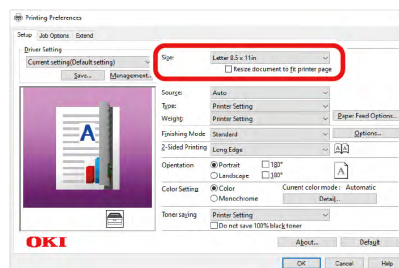 Printing Preferences
Setup Job Options Extend
Driver Setting
Current setting(Default setting)
Save... Management...
Size: Letter 8.5 x 11in
Resize document to fit printer page
Source: Auto
Type: Printer Setting
Weight: Printer Setting Paper Feed Options...
Finishing Mode Standard Options...
2-Sided Printing Long Edge AA
A
Orientation Portrait 180°
Landscape 180° A
Color Setting Color Current color mode: Automatic
Monochrome Detail...
Toner saving Printer Setting
Do not save 100% black toner
OKI
About... Default
OK Cancel Help